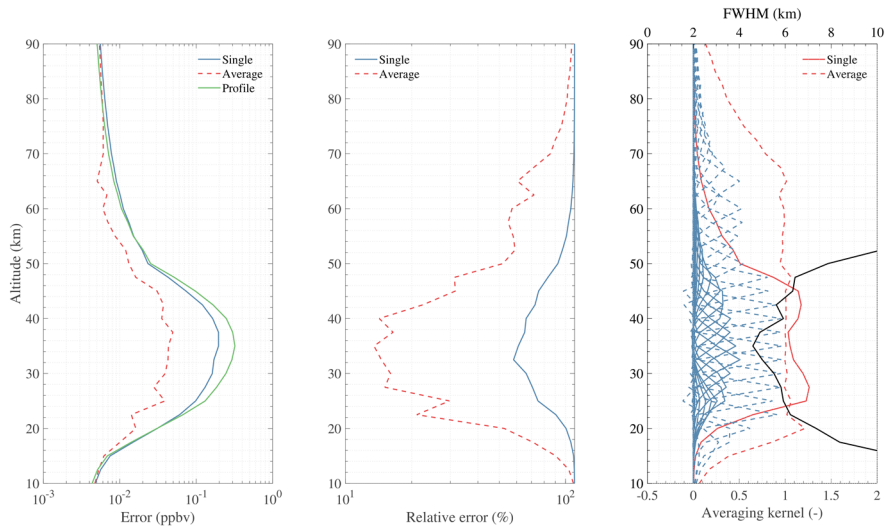 FWHM (km)
0 2 4 6 8 10
90
80
70
60
50
40
30
20
10
Altitude (km)
Single
Average
Profile
10-3 10-2 10-1 100
Error (ppbv)
90
80
70
60
50
40
30
20
10
Single
Average
101 102
Relative error (%)
90
80
70
60
50
40
30
20
10
Single
Average
-0.5 0 0.5 1 1.5 2
Averaging kernel (-)